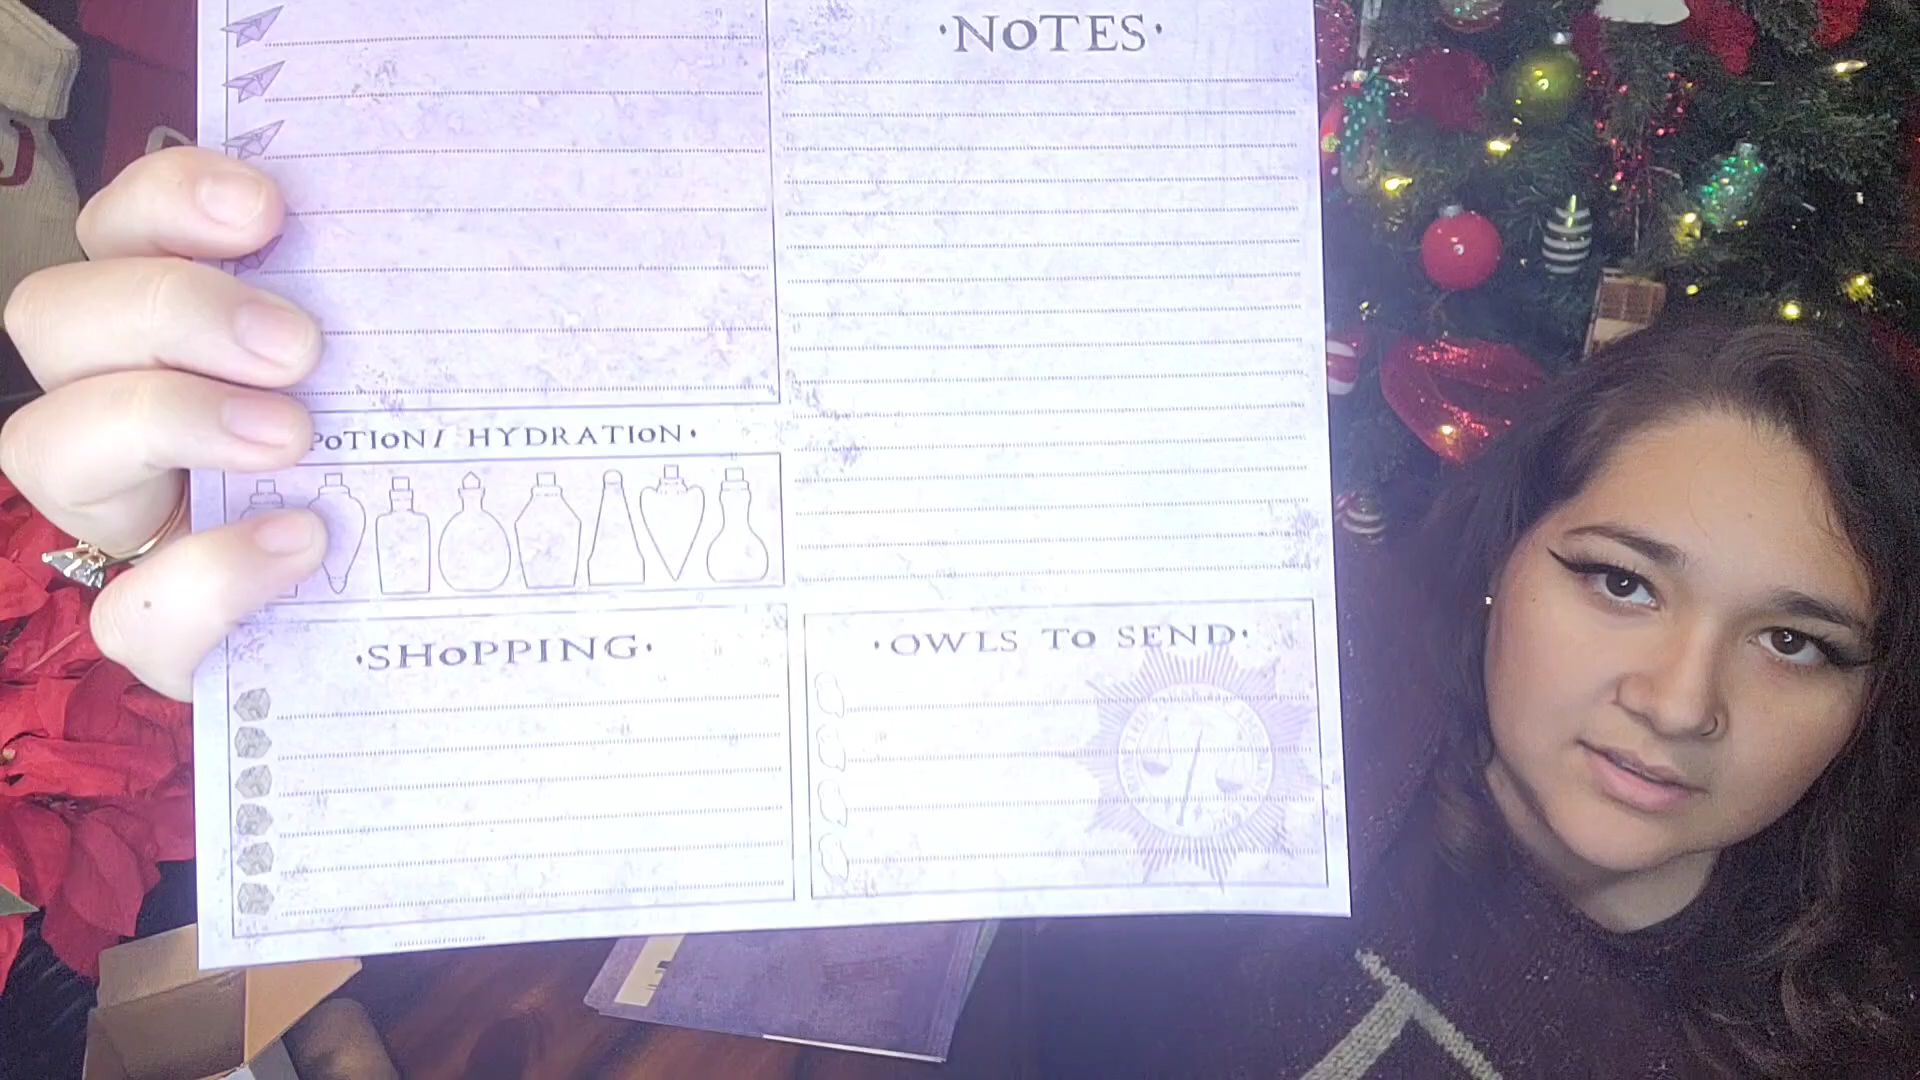 ·NOTES·
POTION/ HYDRATION·
·SHOPPING·
·OWLS TO SEND·